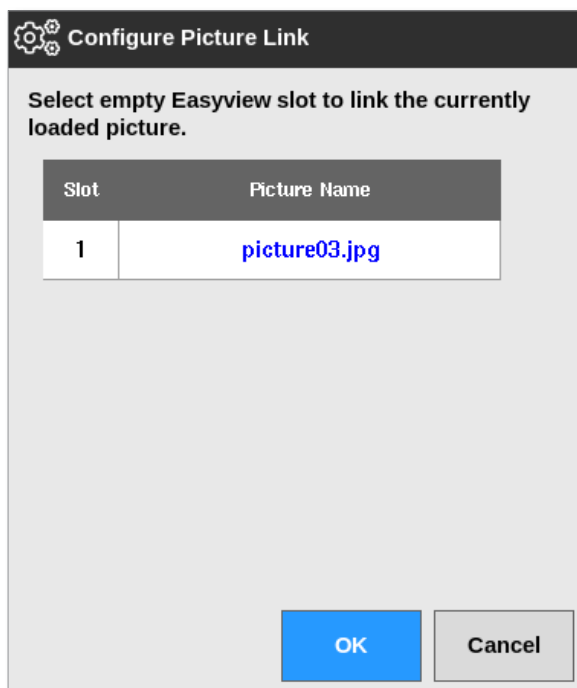 Configure Picture Link
Select empty Easyview slot to link the currently
loaded picture.
Slot Picture Name
1 picture03.jpg
OK Cancel